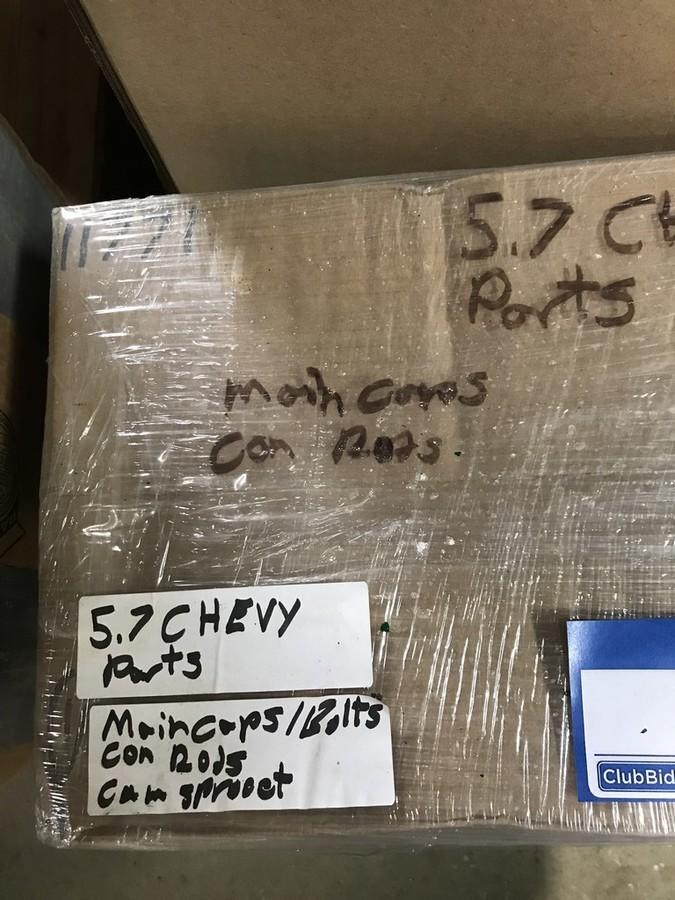 11771
5.7 CH
Parts
Main Caps
Con Rods
5.7 CHEVY
Parts
Main caps/Bolts
Con Rods
Cam sprocet
ClubBid